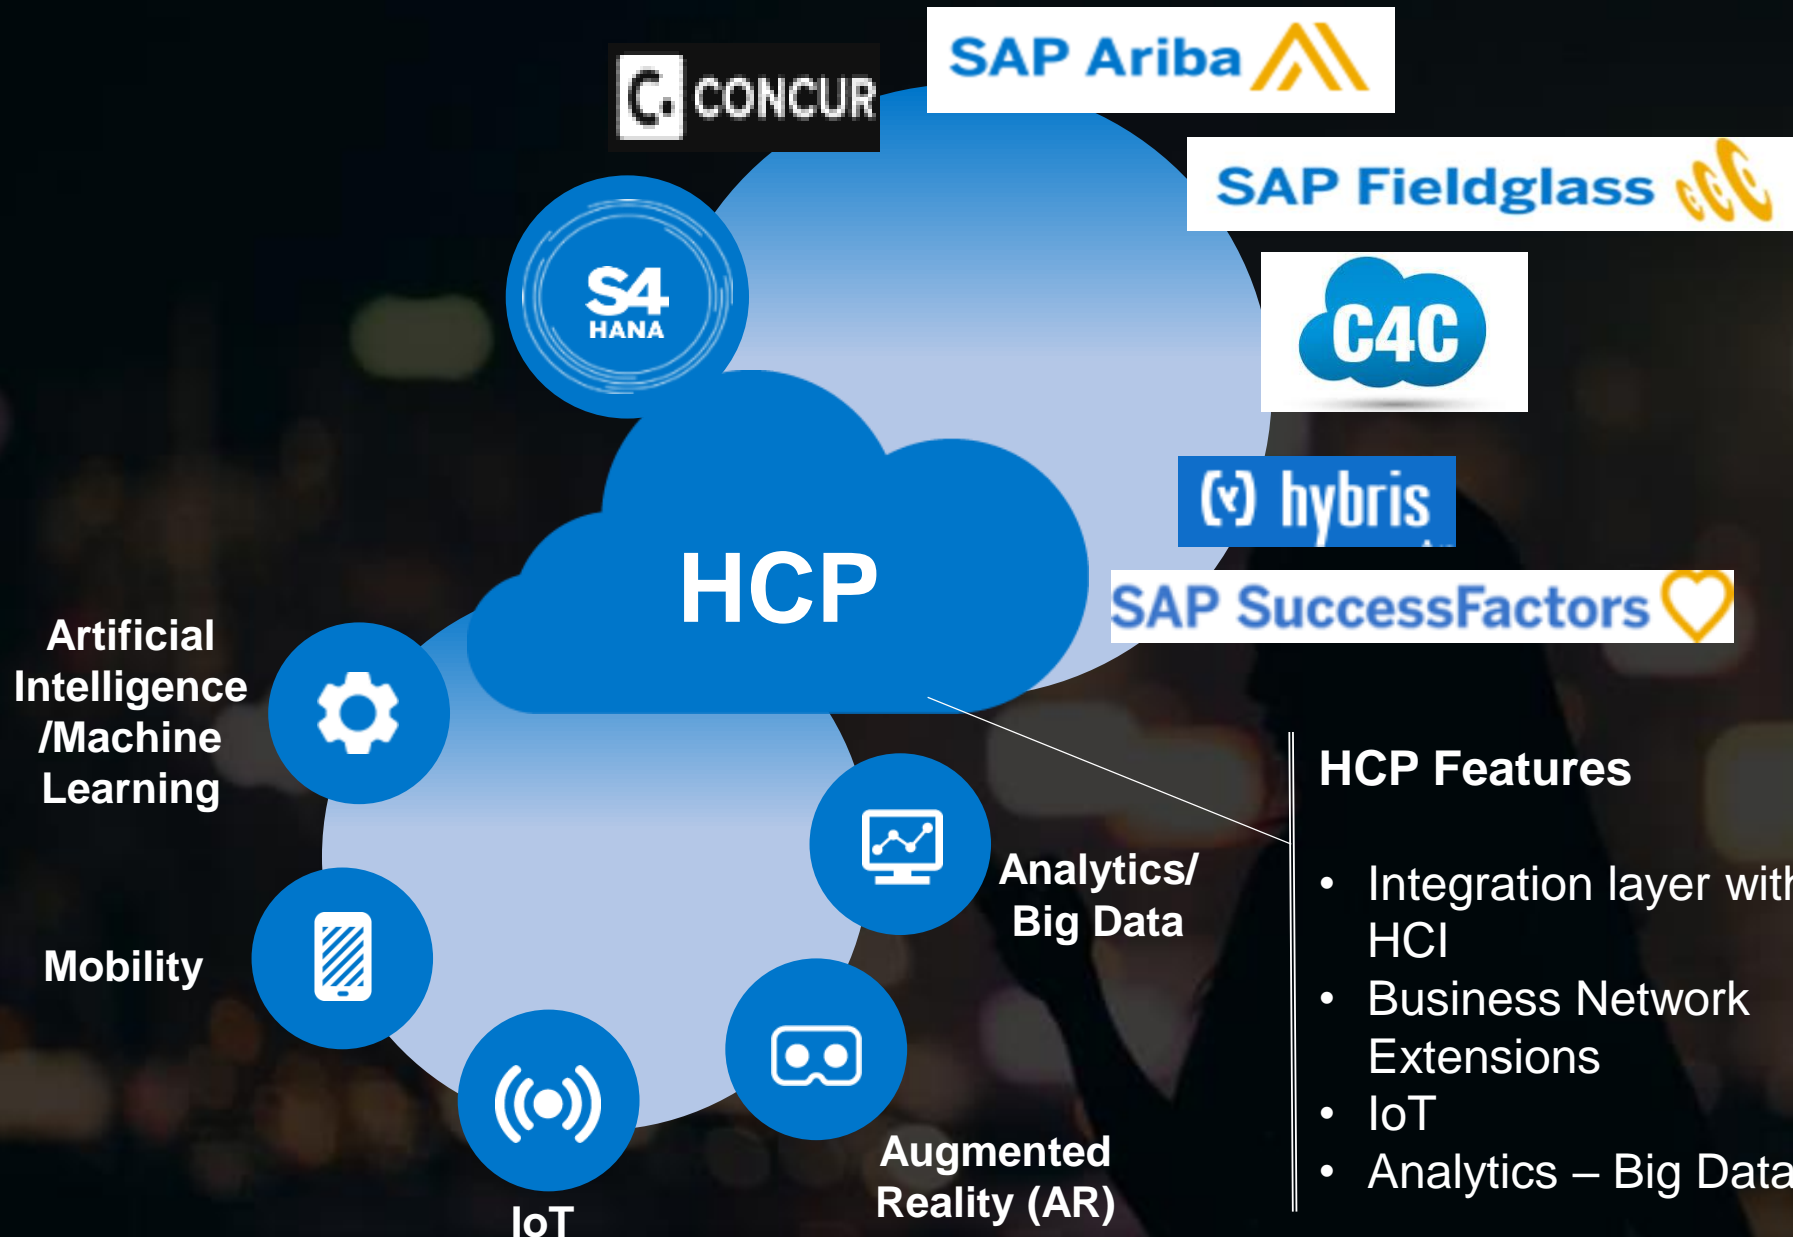 CONCUR
SAP Ariba
SAP Fieldglass
S4
HANA
C4C
hybris
HCP
SAP SuccessFactors
Artificial
Intelligence
/Machine
Learning
Mobility
IoT
Augmented
Reality (AR)
Analytics/
Big Data
HCP Features
• Integration layer with
HCI
• Business Network
Extensions
• IoT
• Analytics – Big Data